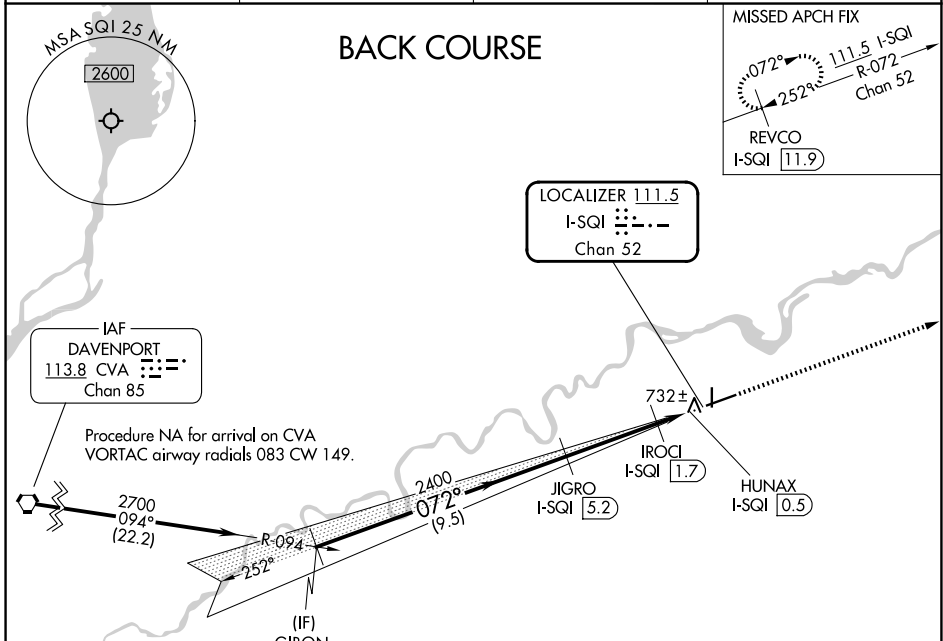 MSA SQI 25 NM
2600
BACK COURSE
MISSED APCH FIX
072°
111.5 I-SQI
R-072
252°
Chan 52
REVCO
I-SQI 11.9
LOCALIZER 111.5
I-SQI
Chan 52
IAF
DAVENPORT
113.8 CVA
Chan 85
Procedure NA for arrival on CVA
VORTAC airway radials 083 CW 149.
2700
094°
(22.2)
R-094
252°
2400
072°
(9.5)
JIGRO
I-SQI 5.2
732±
IROCI
I-SQI 1.7
HUNAX
I-SQI 0.5
(IF)